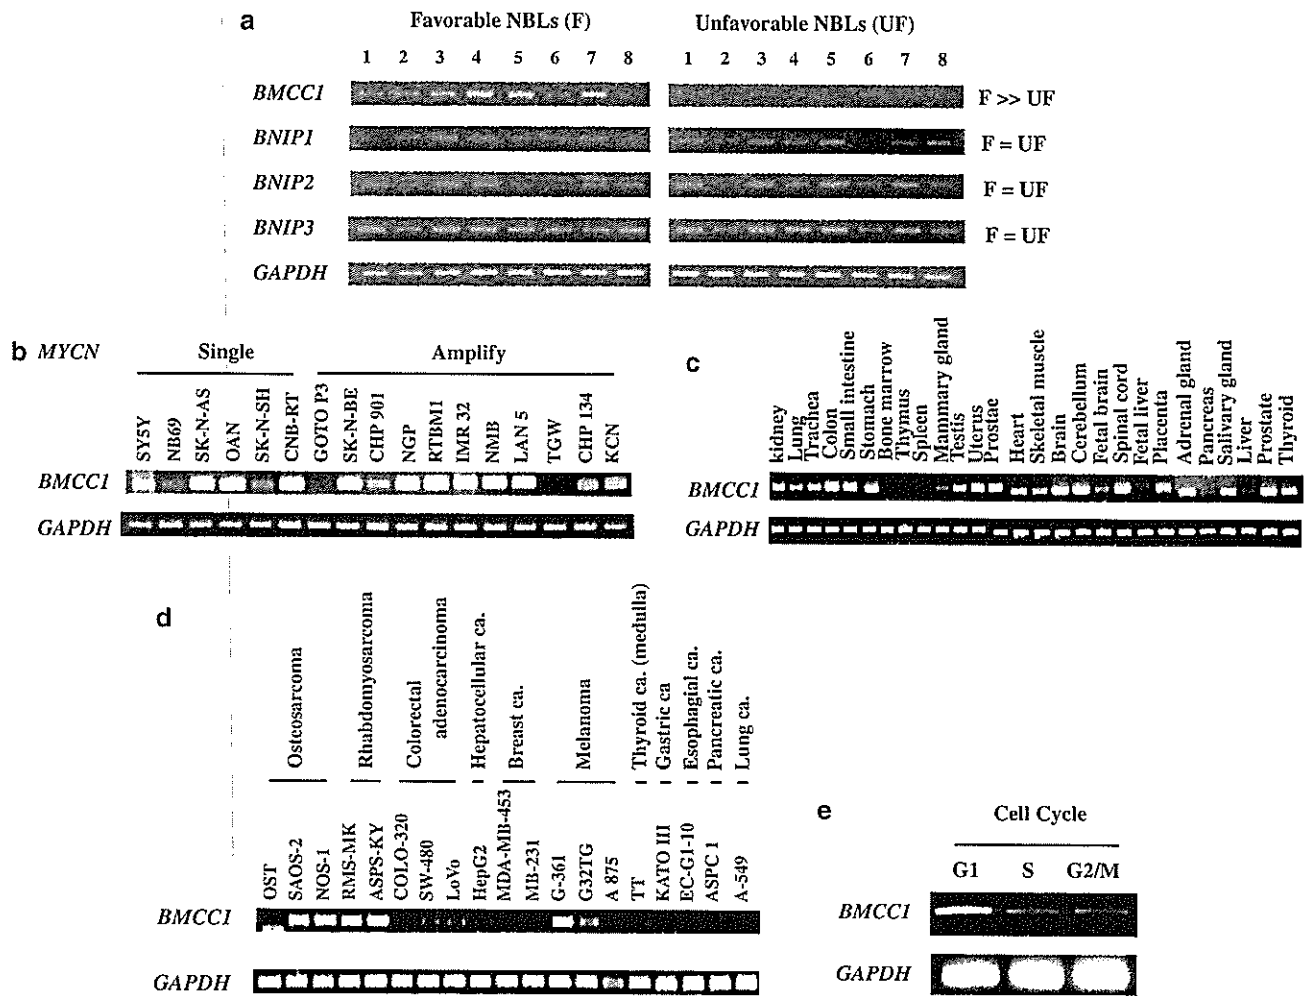 a
Favorable NBLs (F)
Unfavorable NBLs (UF)
1 2 3 4 5 6 7 8
1 2 3 4 5 6 7 8
BMCC1
F >> UF
BNIP1
F = UF
BNIP2
F = UF
BNIP3
F = UF
GAPDH
b
MYCN
Single
Amplify
SY5Y
NB69
SK-N-AS
OAN
SK-N-SH
CNB-RT
GOTO P3
SK-N-BE
CHP 901
NGP
RTBM1
IMR 32
NMB
LAN 5
TGW
CHP 134
KCN
BMCC1
GAPDH
c
kidney
Lung
Trachea
Colon
Small intestine
Stomach
Bone marrow
Thymus
Spleen
Mammary gland
Testis
Uterus
Prostae
Heart
Skeletal muscle
Brain
Cerebellum
Fetal brain
Spinal cord
Fetal liver
Placenta
Adrenal gland
Pancreas
Salivary gland
Liver
Prostate
Thyroid
BMCC1
GAPDH
d
Osteosarcoma
Rhabdomyosarcoma
Colorectal
adenocarcinoma
Hepatocellular ca.
Breast ca.
Melanoma
Thyroid ca. (medulla)
Gastric ca
Esophagial ca.
Pancreatic ca.
Lung ca.
OST
SAOS-2
NOS-1
RMS-MK
ASPS-KY
COLO-320
SW-480
LoVo
HepG2
MDA-MB-453
MB-231
G-361
G32TG
A 875
TT
KATO III
EC-G1-10
ASPC 1
A-549
BMCC1
GAPDH
e
Cell Cycle
G1 S G2/M
BMCC1
GAPDH